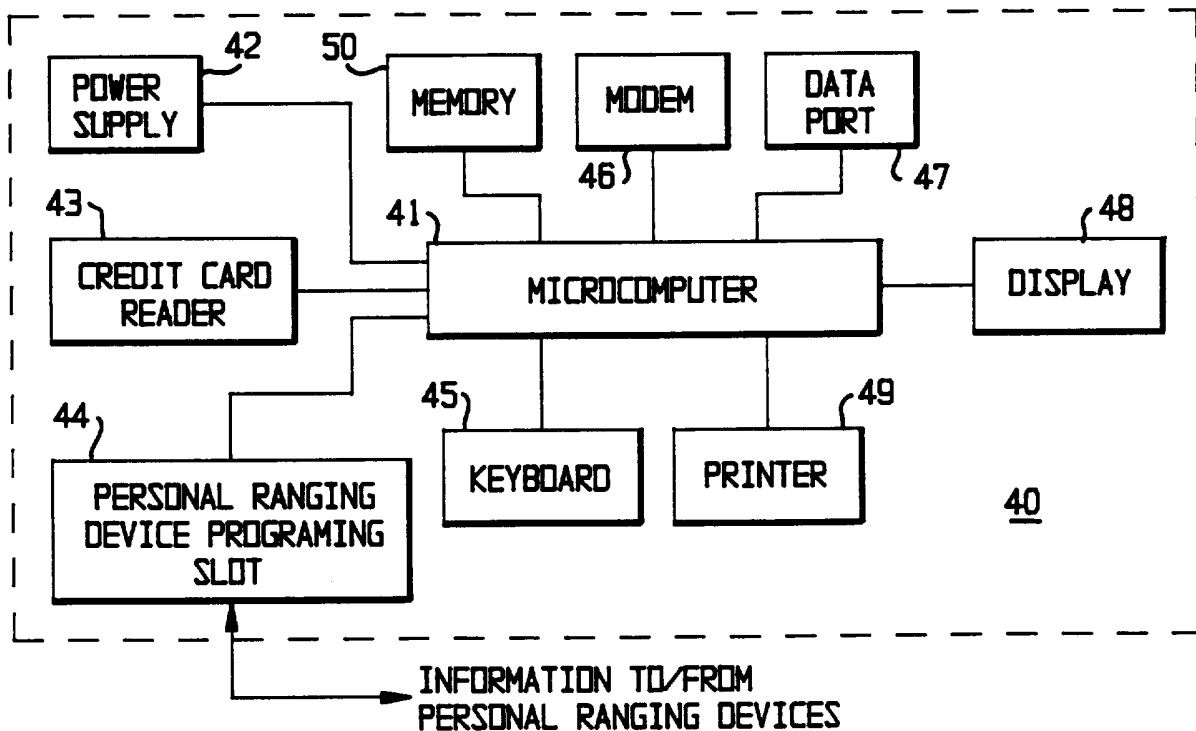 42
POWER
SUPPLY
50
MEMORY
MODEM
46
DATA
PORT
47
43
CREDIT CARD
READER
41
MICROCOMPUTER
48
DISPLAY
44
PERSONAL RANGING
DEVICE PROGRAMING
SLOT
45
KEYBOARD
49
PRINTER
40
INFORMATION TO/FROM
PERSONAL RANGING DEVICES